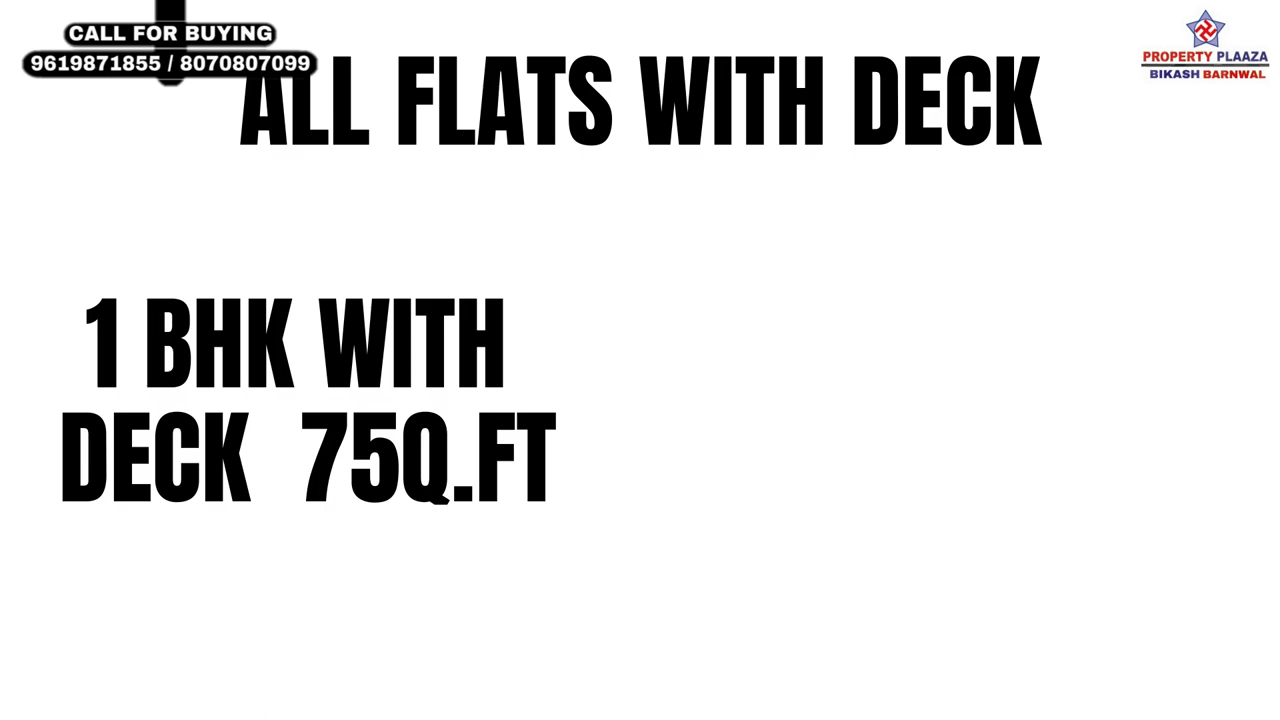 CALL FOR BUYING
9619871855 / 8070807099
PROPERTY PLAAZA
BIKASH BARNWAL
ALL FLATS WITH DECK
1 BHK WITH
DECK 75Q.FT